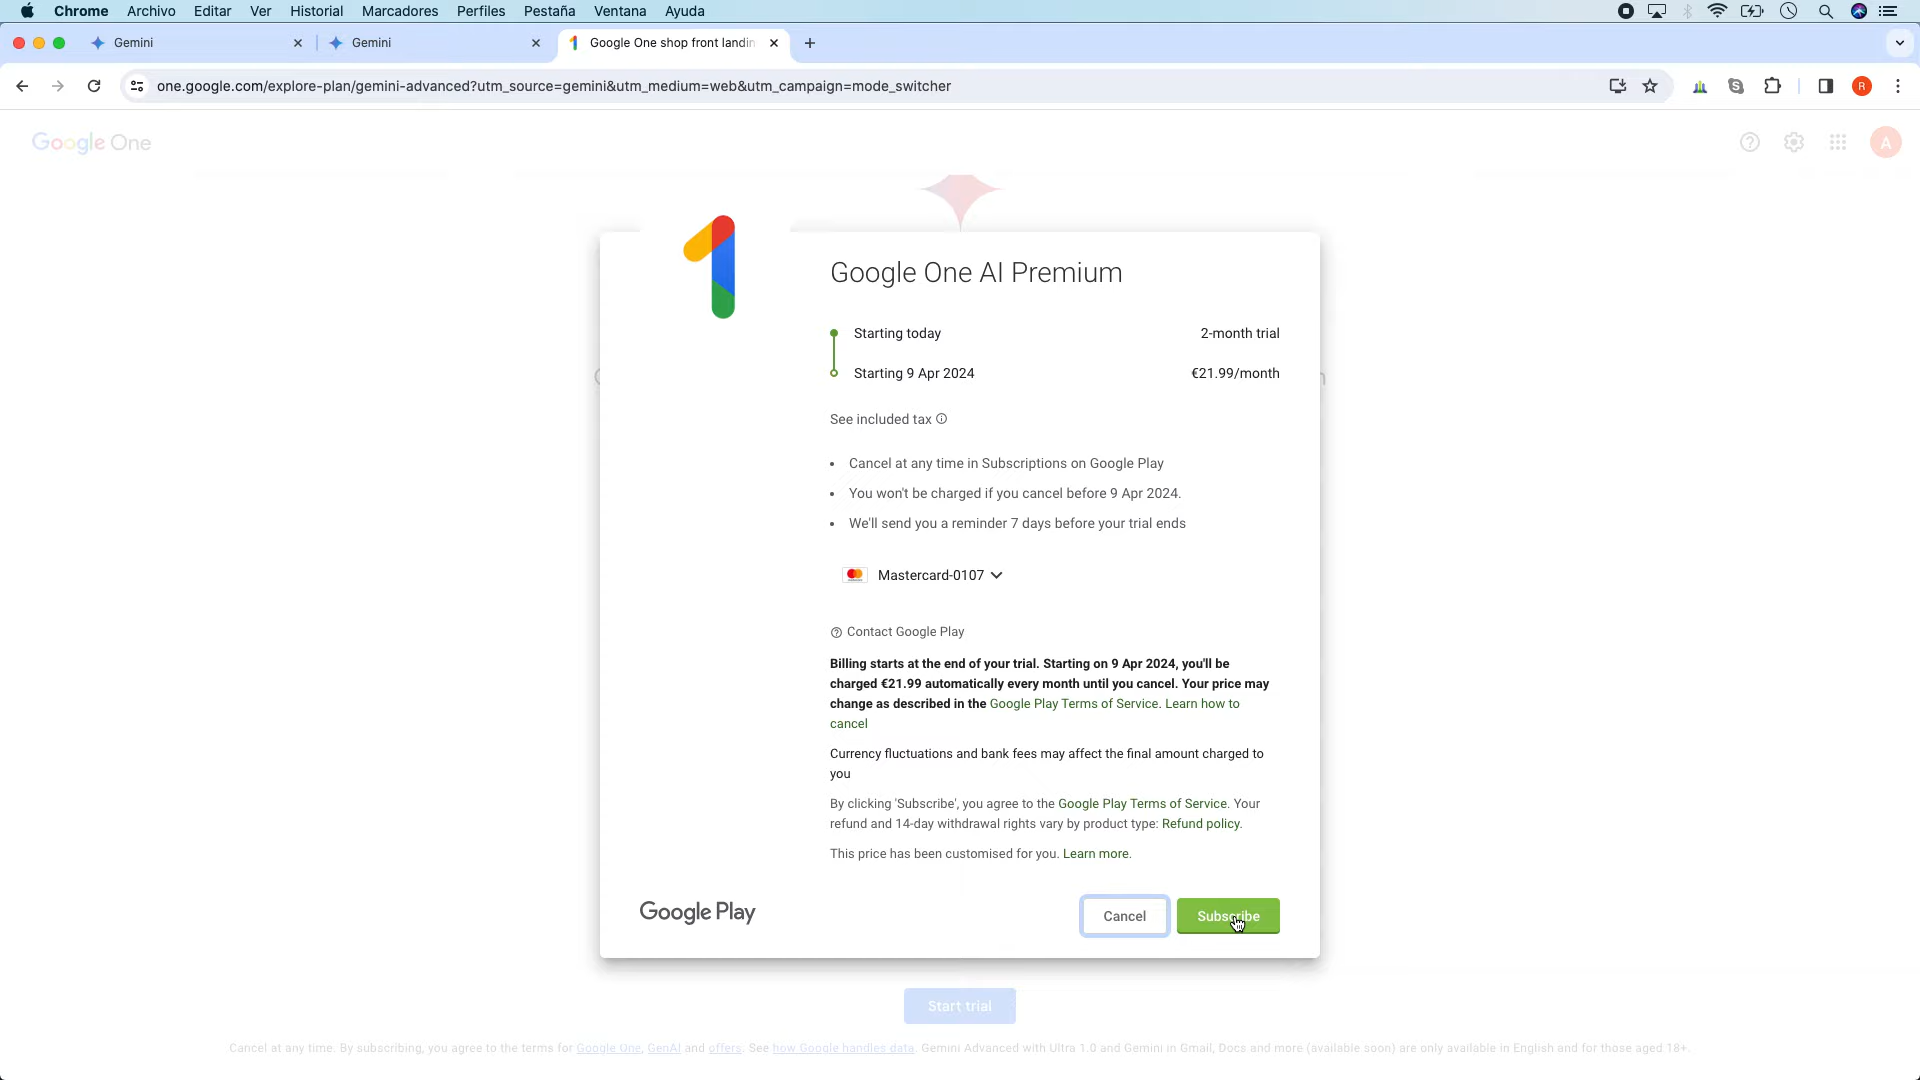 Chrome Archivo Editar Ver Historial Marcadores Perfiles Pestaña Ventana Ayuda
Gemini
Gemini
Google One shop front landin
one.google.com/explore-plan/gemini-advanced?utm_source=gemini&utm_medium=web&utm_campaign=mode_switcher
R
Google One
A
1
Google One AI Premium
Starting today 2-month trial
Starting 9 Apr 2024 €21.99/month
See included tax
• Cancel at any time in Subscriptions on Google Play
• You won't be charged if you cancel before 9 Apr 2024.
• We'll send you a reminder 7 days before your trial ends
Mastercard-0107
Contact Google Play
Billing starts at the end of your trial. Starting on 9 Apr 2024, you'll be
charged €21.99 automatically every month until you cancel. Your price may
change as described in the Google Play Terms of Service. Learn how to
cancel
Currency fluctuations and bank fees may affect the final amount charged to
you
By clicking 'Subscribe', you agree to the Google Play Terms of Service. Your
refund and 14-day withdrawal rights vary by product type: Refund policy.
This price has been customised for you. Learn more.
Google Play
Cancel
Subscribe
Start trial
Cancel at any time. By subscribing, you agree to the terms for Google One, GenAI and offers. See how Google handles data. Gemini Advanced with Ultra 1.0 and Gemini in Gmail, Docs and more (available soon) are only available in English and for those aged 18+.